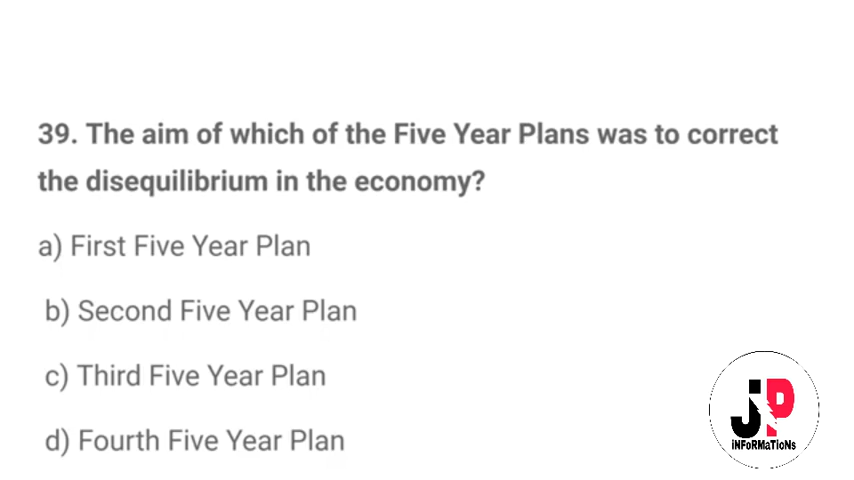 39. The aim of which of the Five Year Plans was to correct
the disequilibrium in the economy?
a) First Five Year Plan
b) Second Five Year Plan
c) Third Five Year Plan
d) Fourth Five Year Plan
JP
iNFoRMaTioNs